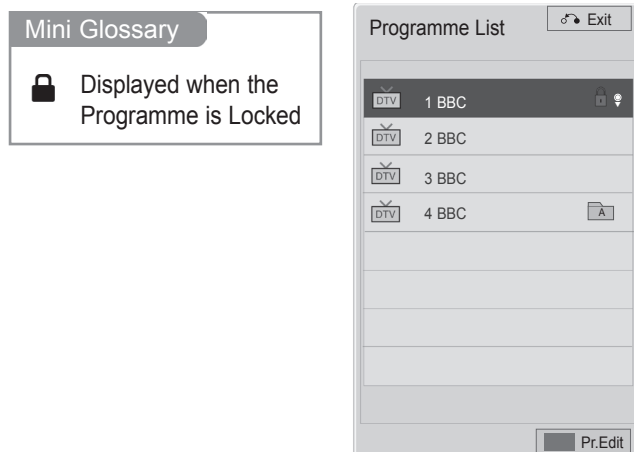 Mini Glossary
Displayed when the
Programme is Locked
Programme List
Exit
DTV 1 BBC
DTV 2 BBC
DTV 3 BBC
DTV 4 BBC A
Pr.Edit